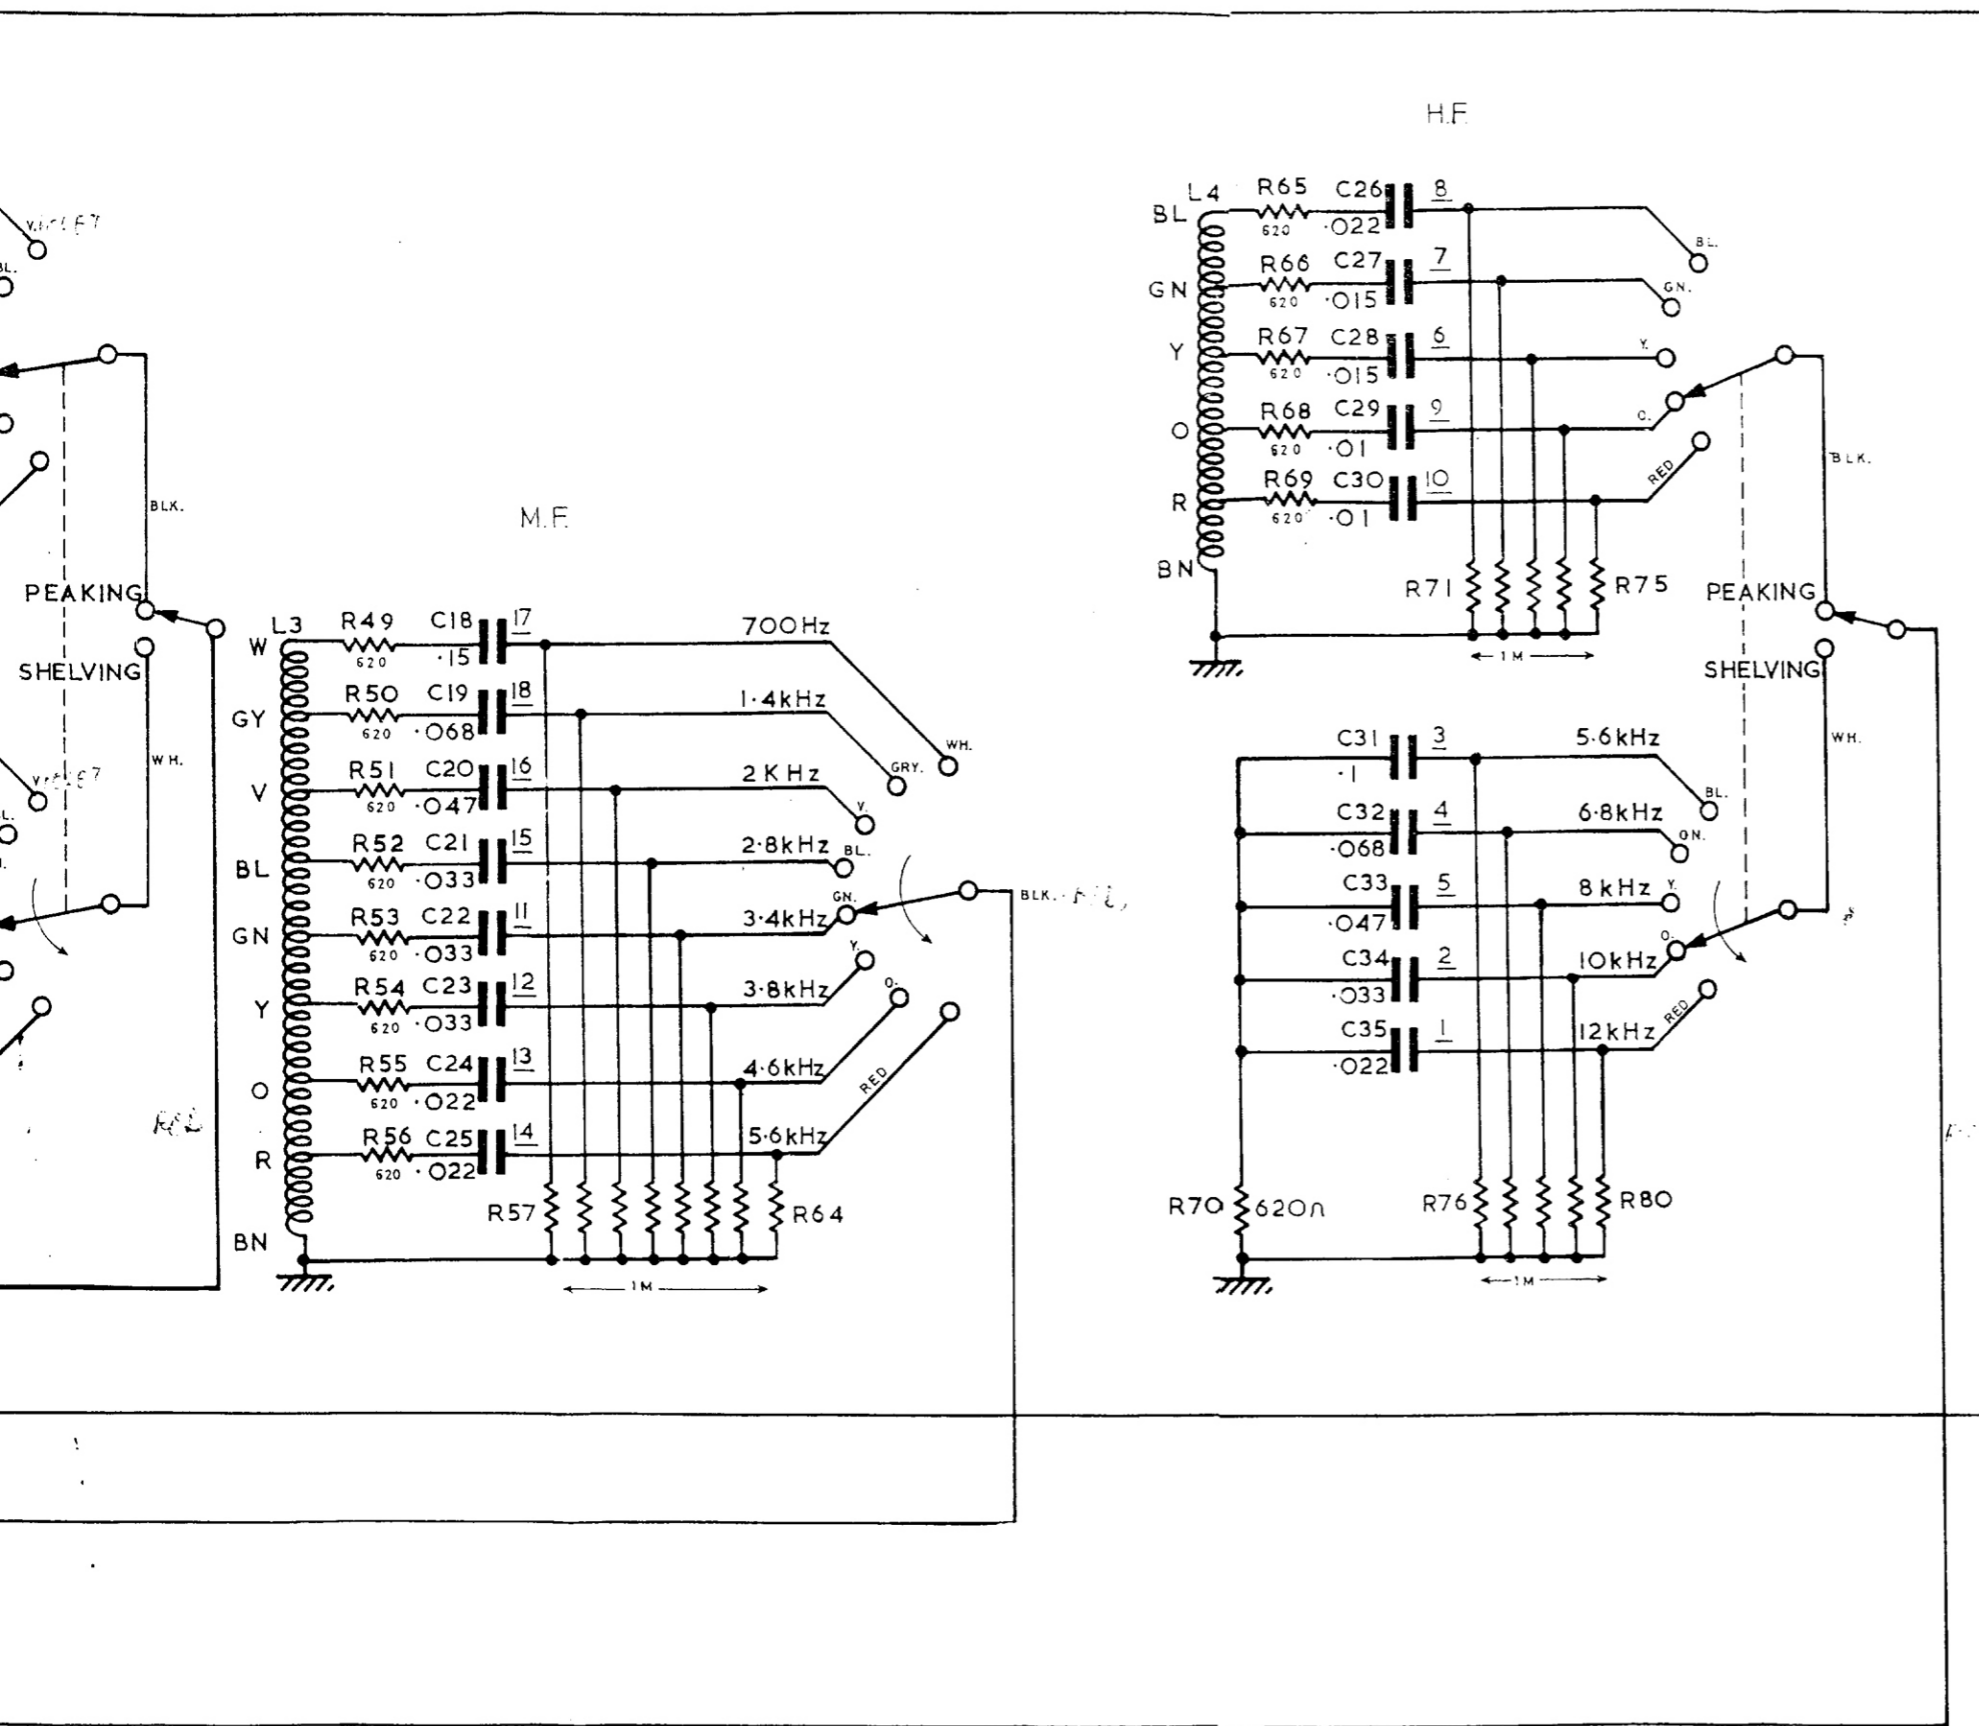 H.F.
L4 R65 C26 8
BL 620 .022 BL.
R66 C27 7
GN 620 .015 GN.
R67 C28 6
Y 620 .015 Y.
R68 C29 9
O 620 .01 O.
R69 C30 10
R 620 .01 RED
BN R71 R75
1M
BLK.
PEAKING
SHELVING
WH.
C31 3 5.6kHz
.1 BL.
C32 4 6.8kHz
.068 GN.
C33 5 8kHz
.047 Y.
C34 2 10kHz
.033 O.
C35 1 12kHz
.022 RED
R70 620Ω R76 R80
1M
BL.
BLK.
PEAKING
SHELVING
WH.
M.F.
L3 R49 C18 17 700Hz
W 620 .15 WH.
R50 C19 18 1.4kHz
GY 620 .068 GRY.
R51 C20 16 2KHz
V 620 .047 V.
R52 C21 15 2.8kHz
BL 620 .033 BL.
R53 C22 11 3.4kHz
GN 620 .033 GN.
BLK.
R54 C23 12 3.8kHz
Y 620 .033 Y.
R55 C24 13 4.6kHz
O 620 .022 O.
R56 C25 14 5.6kHz
R 620 .022 RED
BN R57 R64
1M